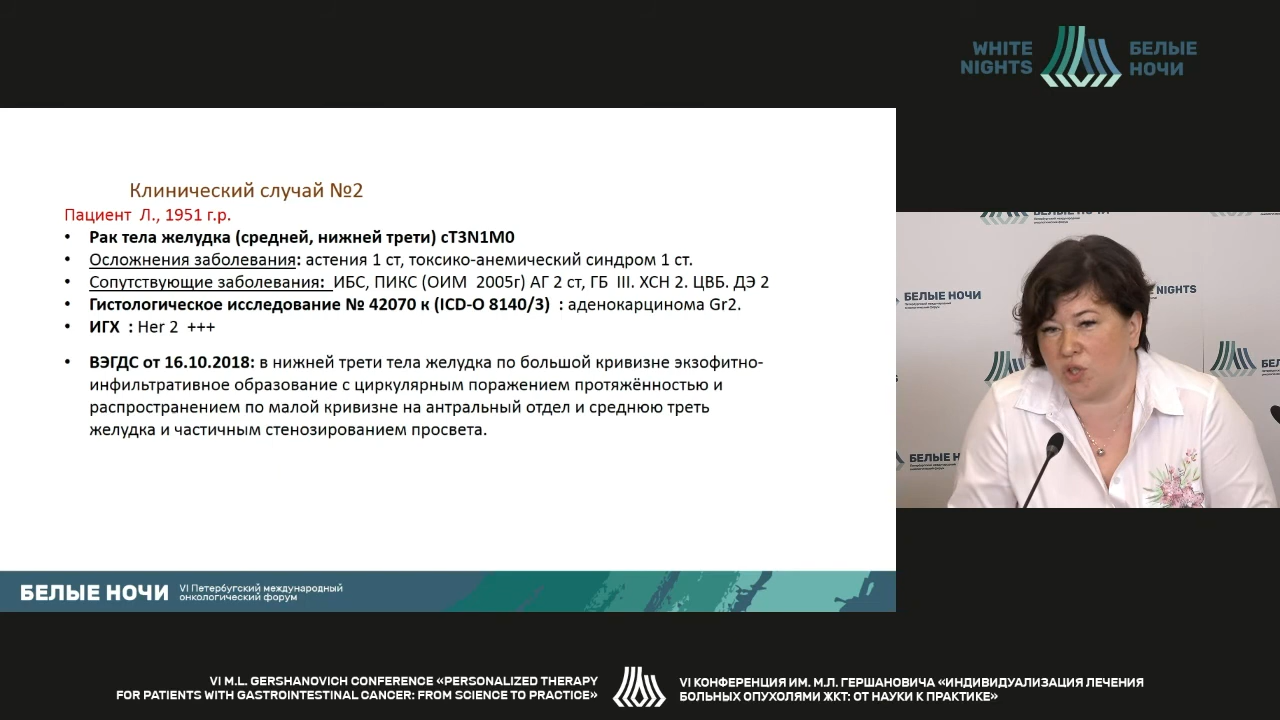 WHITE
NIGHTS
БЕЛЫЕ
НОЧИ
Клинический случай №2
Пациент Л., 1951 г.р.
• Рак тела желудка (средней, нижней трети) cT3N1M0
• Осложнения заболевания: астения 1 ст, токсико-анемический синдром 1 ст.
• Сопутствующие заболевания: ИБС, ПИКС (ОИМ 2005г) АГ 2 ст, ГБ III. ХСН 2. ЦВБ. ДЭ 2
• Гистологическое исследование № 42070 к (ICD-O 8140/3) : аденокарцинома Gr2.
• ИГХ : Her 2 +++
• ВЭГДС от 16.10.2018: в нижней трети тела желудка по большой кривизне экзофитно-
инфильтративное образование с циркулярным поражением протяжённостью и
распространением по малой кривизне на антральный отдел и среднюю треть
желудка и частичным стенозированием просвета.
БЕЛЫЕ НОЧИ
VI Петербугский международный
онкологический форум
БЕЛЫЕ НОЧИ
NIGHTS
БЕЛЫЕ Н
VI M.L. GERSHANOVICH CONFERENCE «PERSONALIZED THERAPY
FOR PATIENTS WITH GASTROINTESTINAL CANCER: FROM SCIENCE TO PRACTICE»
VI КОНФЕРЕНЦИЯ ИМ. М.Л. ГЕРШАНОВИЧА «ИНДИВИДУАЛИЗАЦИЯ ЛЕЧЕНИЯ
БОЛЬНЫХ ОПУХОЛЯМИ ЖКТ: ОТ НАУКИ К ПРАКТИКЕ»